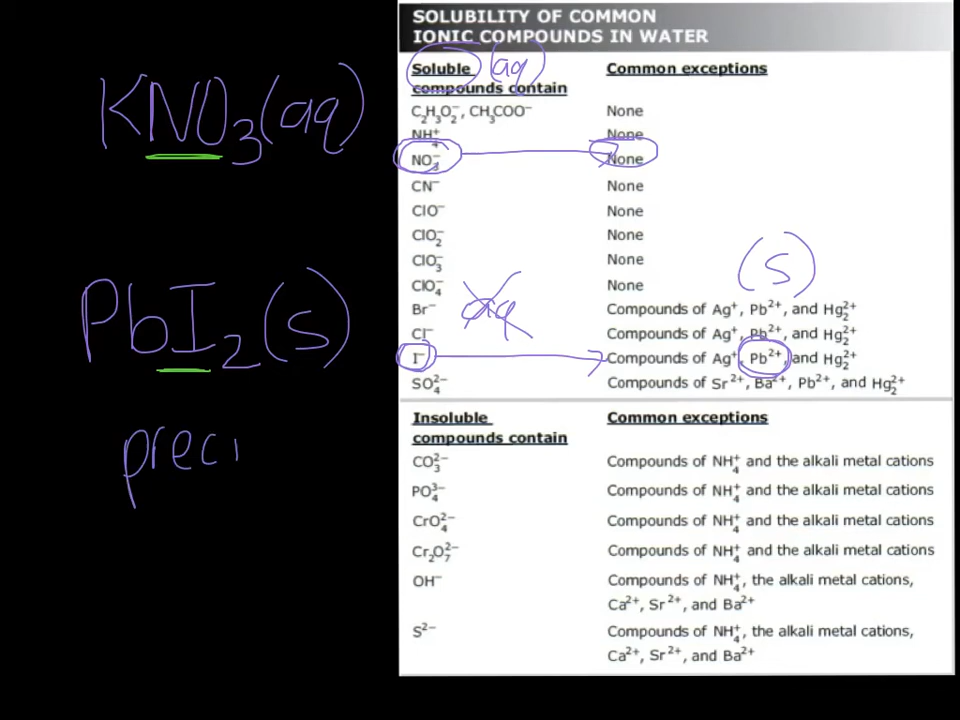 KNO₃(aq)
PbI₂(s)
preci
SOLUBILITY OF COMMON
IONIC COMPOUNDS IN WATER
Soluble (aq) Common exceptions
compounds contain
C₂H₃O₂⁻, CH₃COO⁻ None
NH₄⁺ None
NO₃⁻ None
CN⁻ None
ClO⁻ None
ClO₂⁻ None
ClO₃⁻ None
(s)
ClO₄⁻ None
aq
Br⁻ Compounds of Ag⁺, Pb²⁺, and Hg₂²⁺
Cl⁻ Compounds of Ag⁺, Pb²⁺, and Hg₂²⁺
I⁻ Compounds of Ag⁺, Pb²⁺, and Hg₂²⁺
SO₄²⁻ Compounds of Sr²⁺, Ba²⁺, Pb²⁺, and Hg₂²⁺
Insoluble Common exceptions
compounds contain
CO₃²⁻ Compounds of NH₄⁺ and the alkali metal cations
PO₄³⁻ Compounds of NH₄⁺ and the alkali metal cations
CrO₄²⁻ Compounds of NH₄⁺ and the alkali metal cations
Cr₂O₇²⁻ Compounds of NH₄⁺ and the alkali metal cations
OH⁻ Compounds of NH₄⁺, the alkali metal cations,
Ca²⁺, Sr²⁺, and Ba²⁺
S²⁻ Compounds of NH₄⁺, the alkali metal cations,
Ca²⁺, Sr²⁺, and Ba²⁺